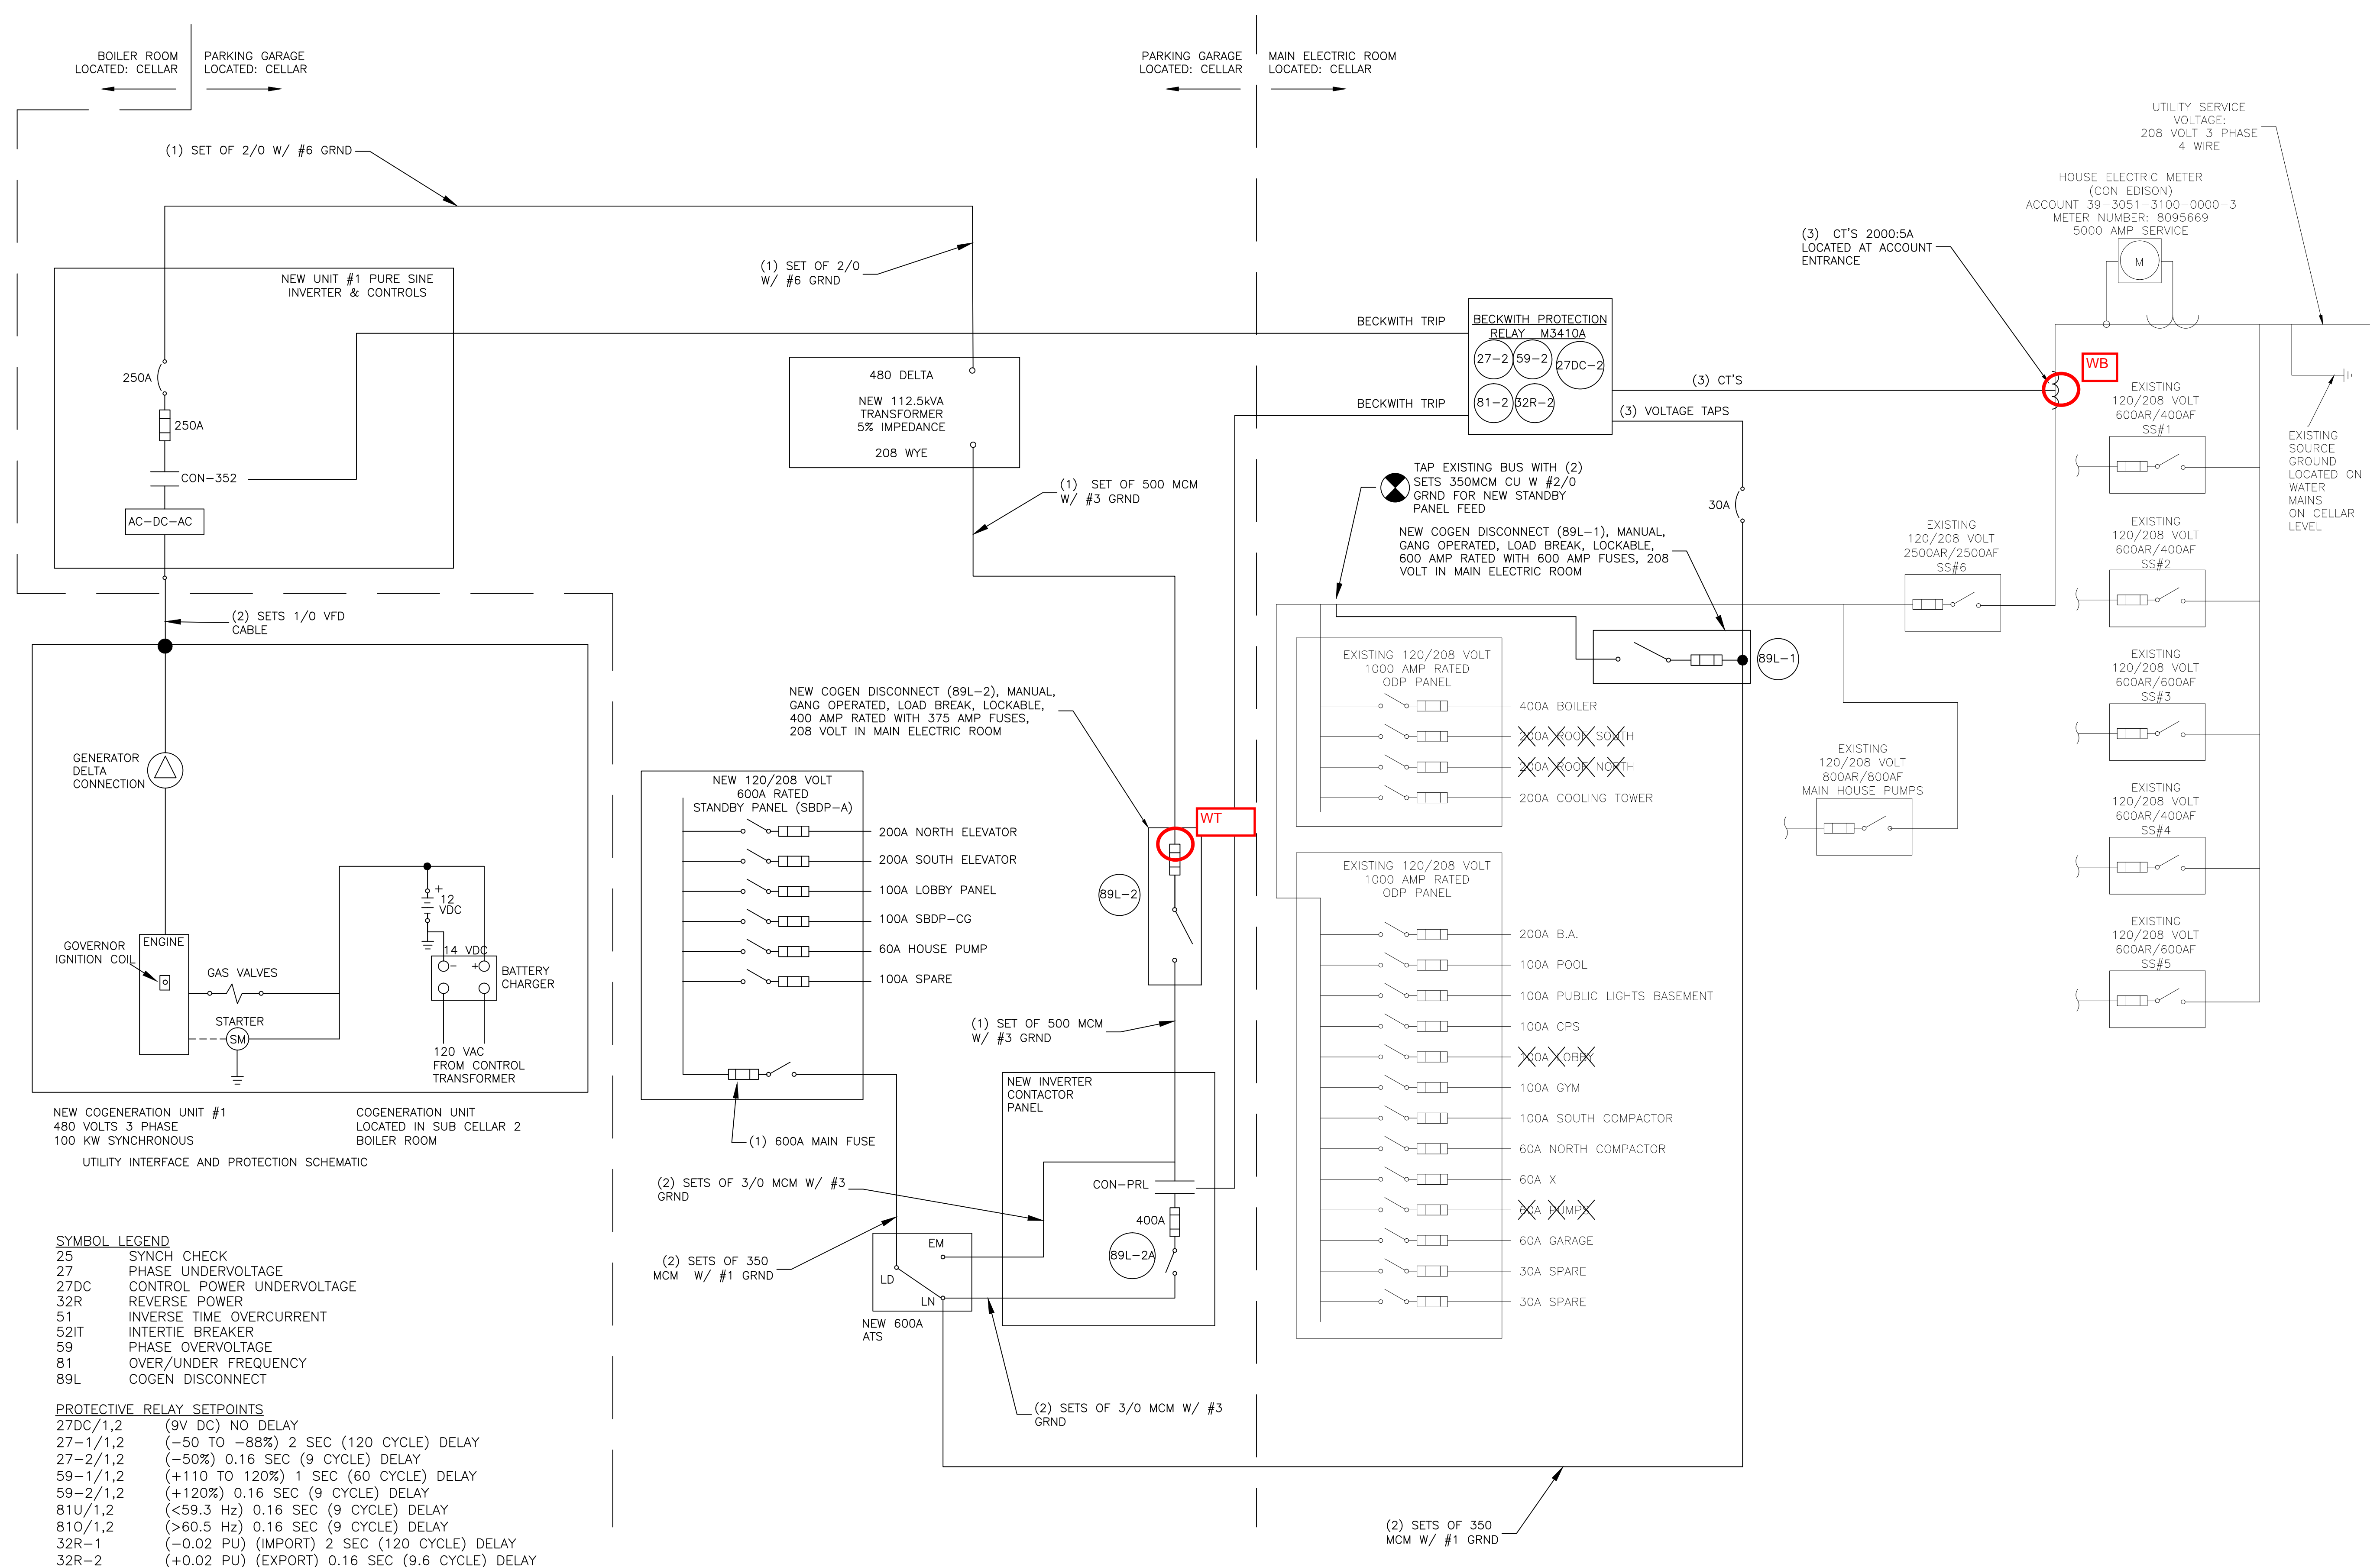 BOILER ROOM
LOCATED: CELLAR
PARKING GARAGE
LOCATED: CELLAR
PARKING GARAGE
LOCATED: CELLAR
MAIN ELECTRIC ROOM
LOCATED: CELLAR
UTILITY SERVICE
VOLTAGE:
208 VOLT 3 PHASE
4 WIRE
(1) SET OF 2/0 W/ #6 GRND
HOUSE ELECTRIC METER
(CON EDISON)
ACCOUNT 39-3051-3100-0000-3
METER NUMBER: 8095669
5000 AMP SERVICE
M
(3) CT'S 2000:5A
LOCATED AT ACCOUNT
ENTRANCE
(1) SET OF 2/0
W/ #6 GRND
NEW UNIT #1 PURE SINE
INVERTER & CONTROLS
250A
250A
CON-352
AC-DC-AC
BECKWITH TRIP
BECKWITH TRIP
BECKWITH PROTECTION
RELAY M3410A
27-2
59-2
27DC-2
81-2
32R-2
(3) CT'S
(3) VOLTAGE TAPS
WB
480 DELTA
NEW 112.5kVA
TRANSFORMER
5% IMPEDANCE
208 WYE
(1) SET OF 500 MCM
W/ #3 GRND
TAP EXISTING BUS WITH (2)
SETS 350MCM CU W #2/0
GRND FOR NEW STANDBY
PANEL FEED
30A
NEW COGEN DISCONNECT (89L-1), MANUAL,
GANG OPERATED, LOAD BREAK, LOCKABLE,
600 AMP RATED WITH 600 AMP FUSES, 208
VOLT IN MAIN ELECTRIC ROOM
89L-1
EXISTING
120/208 VOLT
2500AR/2500AF
SS#6
EXISTING
120/208 VOLT
600AR/400AF
SS#1
EXISTING
120/208 VOLT
600AR/400AF
SS#2
EXISTING
120/208 VOLT
600AR/600AF
SS#3
EXISTING
120/208 VOLT
600AR/400AF
SS#4
EXISTING
120/208 VOLT
600AR/600AF
SS#5
EXISTING
SOURCE
GROUND
LOCATED ON
WATER
MAINS
ON CELLAR
LEVEL
EXISTING
120/208 VOLT
800AR/800AF
MAIN HOUSE PUMPS
(2) SETS 1/0 VFD
CABLE
GENERATOR
DELTA
CONNECTION
GOVERNOR
IGNITION COIL
ENGINE
GAS VALVES
STARTER
SM
+
12
VDC
14 VDC
- +
BATTERY
CHARGER
120 VAC
FROM CONTROL
TRANSFORMER
NEW COGENERATION UNIT #1
480 VOLTS 3 PHASE
100 KW SYNCHRONOUS
COGENERATION UNIT
LOCATED IN SUB CELLAR 2
BOILER ROOM
UTILITY INTERFACE AND PROTECTION SCHEMATIC
NEW COGEN DISCONNECT (89L-2), MANUAL,
GANG OPERATED, LOAD BREAK, LOCKABLE,
400 AMP RATED WITH 375 AMP FUSES,
208 VOLT IN MAIN ELECTRIC ROOM
WT
89L-2
NEW 120/208 VOLT
600A RATED
STANDBY PANEL (SBDP-A)
200A NORTH ELEVATOR
200A SOUTH ELEVATOR
100A LOBBY PANEL
100A SBDP-CG
60A HOUSE PUMP
100A SPARE
(1) 600A MAIN FUSE
(1) SET OF 500 MCM
W/ #3 GRND
NEW INVERTER
CONTACTOR
PANEL
CON-PRL
400A
89L-2A
(2) SETS OF 3/0 MCM W/ #3
GRND
(2) SETS OF 350
MCM W/ #1 GRND
EM
LD
LN
NEW 600A
ATS
(2) SETS OF 3/0 MCM W/ #3
GRND
(2) SETS OF 350
MCM W/ #1 GRND
EXISTING 120/208 VOLT
1000 AMP RATED
ODP PANEL
400A BOILER
200A ROOF SOUTH
200A ROOF NORTH
200A COOLING TOWER
EXISTING 120/208 VOLT
1000 AMP RATED
ODP PANEL
200A B.A.
100A POOL
100A PUBLIC LIGHTS BASEMENT
100A CPS
100A LOBBY
100A GYM
100A SOUTH COMPACTOR
60A NORTH COMPACTOR
60A X
60A PUMPS
60A GARAGE
30A SPARE
30A SPARE
SYMBOL LEGEND
25 SYNCH CHECK
27 PHASE UNDERVOLTAGE
27DC CONTROL POWER UNDERVOLTAGE
32R REVERSE POWER
51 INVERSE TIME OVERCURRENT
52IT INTERTIE BREAKER
59 PHASE OVERVOLTAGE
81 OVER/UNDER FREQUENCY
89L COGEN DISCONNECT
PROTECTIVE RELAY SETPOINTS
27DC/1,2 (9V DC) NO DELAY
27-1/1,2 (-50 TO -88%) 2 SEC (120 CYCLE) DELAY
27-2/1,2 (-50%) 0.16 SEC (9 CYCLE) DELAY
59-1/1,2 (+110 TO 120%) 1 SEC (60 CYCLE) DELAY
59-2/1,2 (+120%) 0.16 SEC (9 CYCLE) DELAY
81U/1,2 (<59.3 Hz) 0.16 SEC (9 CYCLE) DELAY
81O/1,2 (>60.5 Hz) 0.16 SEC (9 CYCLE) DELAY
32R-1 (-0.02 PU) (IMPORT) 2 SEC (120 CYCLE) DELAY
32R-2 (+0.02 PU) (EXPORT) 0.16 SEC (9.6 CYCLE) DELAY